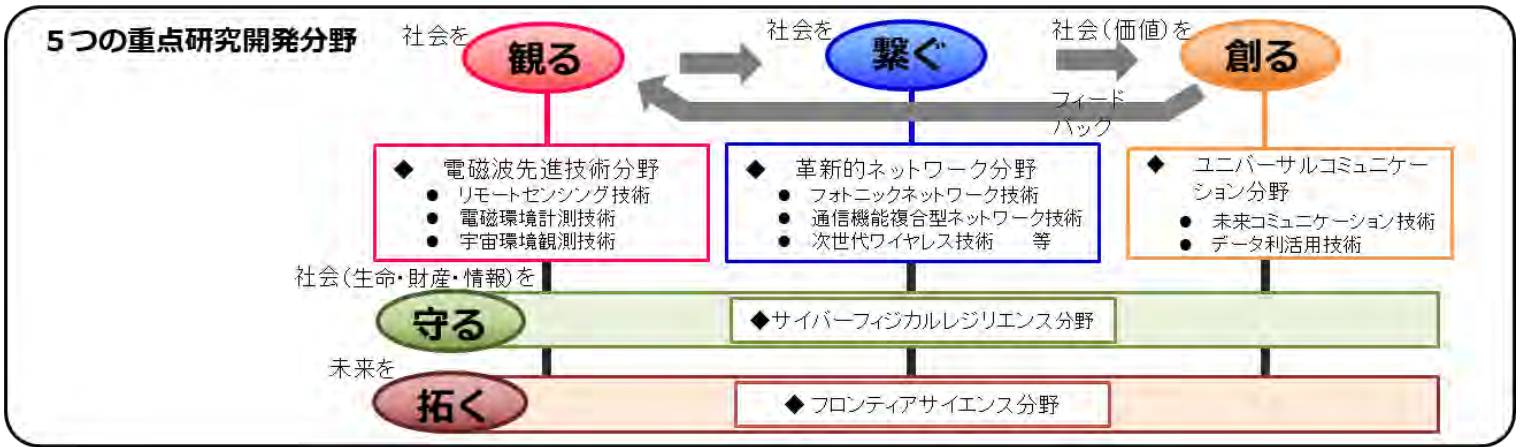 5つの重点研究開発分野
社会を
観る
社会を
繋ぐ
社会(価値)を
創る
フィード
バック
◆ 電磁波先進技術分野
● リモートセンシング技術
● 電磁環境計測技術
● 宇宙環境観測技術
◆ 革新的ネットワーク分野
● フォトニックネットワーク技術
● 通信機能複合型ネットワーク技術
● 次世代ワイヤレス技術 等
◆ ユニバーサルコミュニケー
ション分野
● 未来コミュニケーション技術
● データ利活用技術
社会(生命・財産・情報)を
守る
◆サイバーフィジカルレジリエンス分野
未来を
拓く
◆ フロンティアサイエンス分野